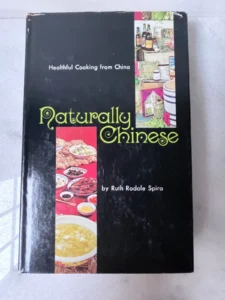 Healthful Cooking from China
Naturally
Chinese
by Ruth Rodale Spira